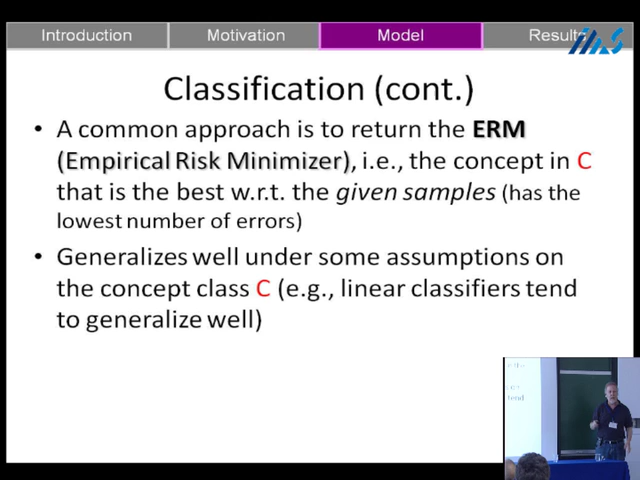 Introduction
Motivation
Model
Results
Classification (cont.)
• A common approach is to return the ERM
(Empirical Risk Minimizer), i.e., the concept in C
that is the best w.r.t. the given samples (has the
lowest number of errors)
• Generalizes well under some assumptions on
the concept class C (e.g., linear classifiers tend
to generalize well)
tend